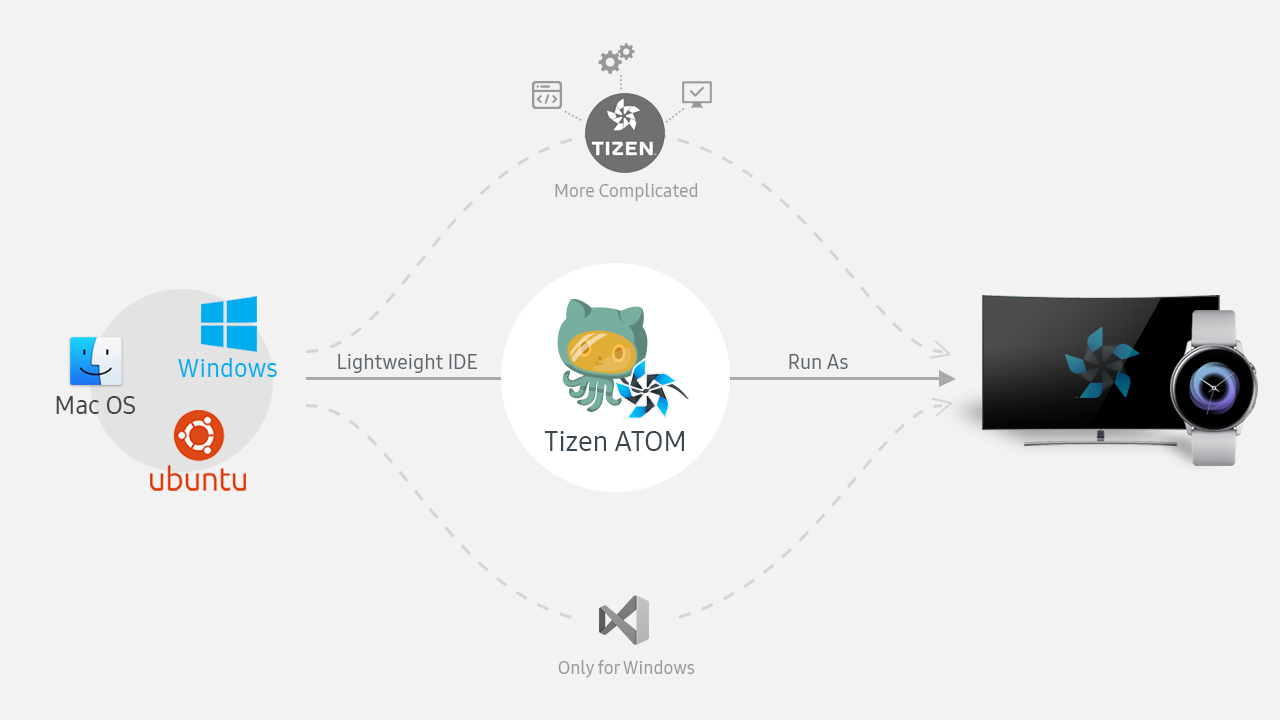 TIZEN
More Complicated
Windows
Mac OS
ubuntu
Lightweight IDE
Tizen ATOM
Run As
Only for Windows